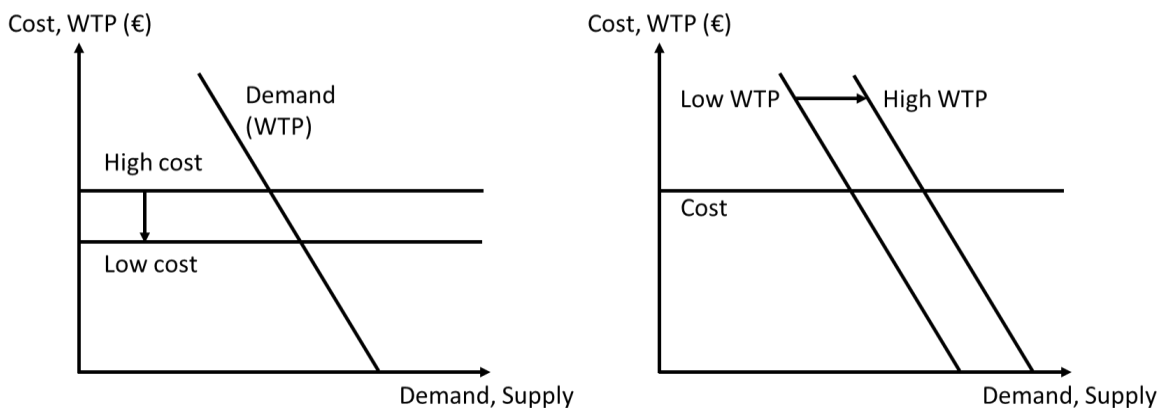 Cost, WTP (€)
Demand
(WTP)
High cost
Low cost
Demand, Supply
Cost, WTP (€)
Low WTP
High WTP
Cost
Demand, Supply